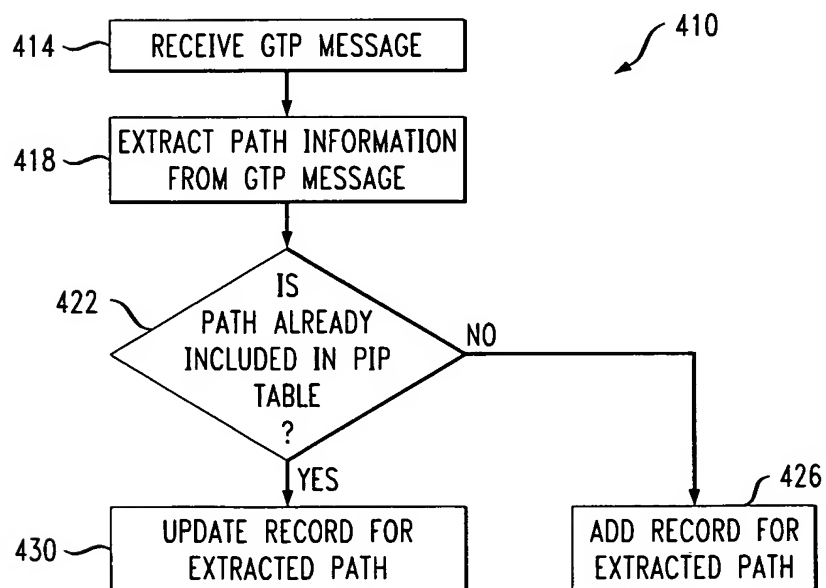 410
414
RECEIVE GTP MESSAGE
418
EXTRACT PATH INFORMATION
FROM GTP MESSAGE
422
IS
PATH ALREADY
INCLUDED IN PIP
TABLE
?
NO
YES
426
430
UPDATE RECORD FOR
EXTRACTED PATH
ADD RECORD FOR
EXTRACTED PATH